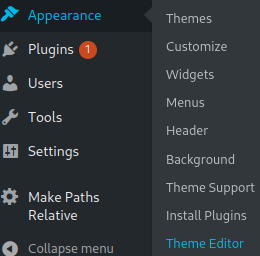 Appearance
Plugins 1
Users
Tools
Settings
Make Paths
Relative
Collapse menu
Themes
Customize
Widgets
Menus
Header
Background
Theme Support
Install Plugins
Theme Editor